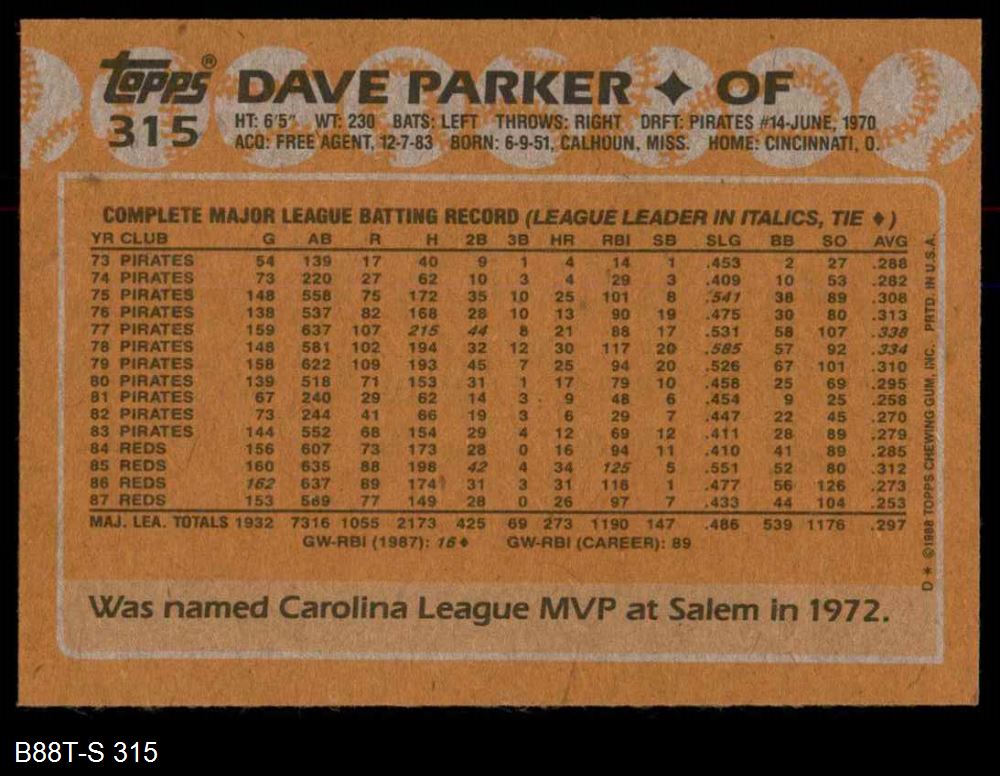 topps® DAVE PARKER ✦ OF
315
HT: 6'5" WT: 230 BATS: LEFT THROWS: RIGHT DRFT: PIRATES #14-JUNE, 1970
ACQ: FREE AGENT, 12-7-83 BORN: 6-9-51, CALHOUN, MISS. HOME: CINCINNATI, O.
COMPLETE MAJOR LEAGUE BATTING RECORD (LEAGUE LEADER IN ITALICS, TIE ♦)
YR CLUB G AB R H 2B 3B HR RBI SB SLG BB SO AVG
73 PIRATES 54 139 17 40 9 1 4 14 1 .453 2 27 .288
74 PIRATES 73 220 27 62 10 3 4 29 3 .409 10 53 .282
75 PIRATES 148 558 75 172 35 10 25 101 8 .541 38 89 .308
76 PIRATES 138 537 82 168 28 10 13 90 19 .475 30 80 .313
77 PIRATES 159 637 107 215 44 8 21 88 17 .531 58 107 .338
78 PIRATES 148 581 102 194 32 12 30 117 20 .585 57 92 .334
79 PIRATES 158 622 109 193 45 7 25 94 20 .526 67 101 .310
80 PIRATES 139 518 71 153 31 1 17 79 10 .458 25 69 .295
81 PIRATES 67 240 29 62 14 3 9 48 6 .454 9 25 .258
82 PIRATES 73 244 41 66 19 3 6 29 7 .447 22 45 .270
83 PIRATES 144 552 68 154 29 4 12 69 12 .411 28 89 .279
84 REDS 156 607 73 173 28 0 16 94 11 .410 41 89 .285
85 REDS 160 635 88 198 42 4 34 125 5 .551 52 80 .312
86 REDS 162 637 89 174 31 3 31 116 1 .477 56 126 .273
87 REDS 153 589 77 149 28 0 26 97 7 .433 44 104 .253
MAJ. LEA. TOTALS 1932 7316 1055 2173 425 69 273 1190 147 .486 539 1176 .297
GW-RBI (1987): 16♦ GW-RBI (CAREER): 89
Was named Carolina League MVP at Salem in 1972.
D* ©1988 TOPPS CHEWING GUM, INC. PRTD. IN U.S.A.
B88T-S 315